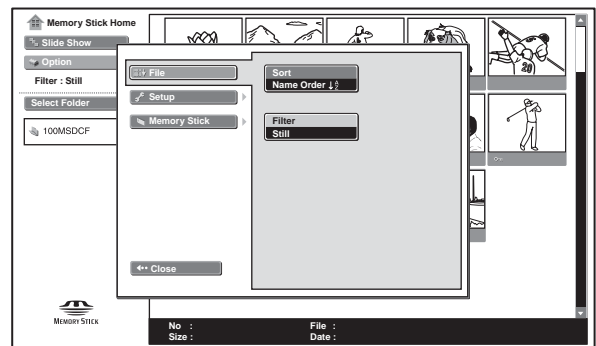 Memory Stick Home
Slide Show
Option
Filter : Still
Select Folder
100MSDCF
File
Setup
Memory Stick
Close
Sort
Name Order
Filter
Still
20
MEMORY STICK
No :
File :
Size :
Date :